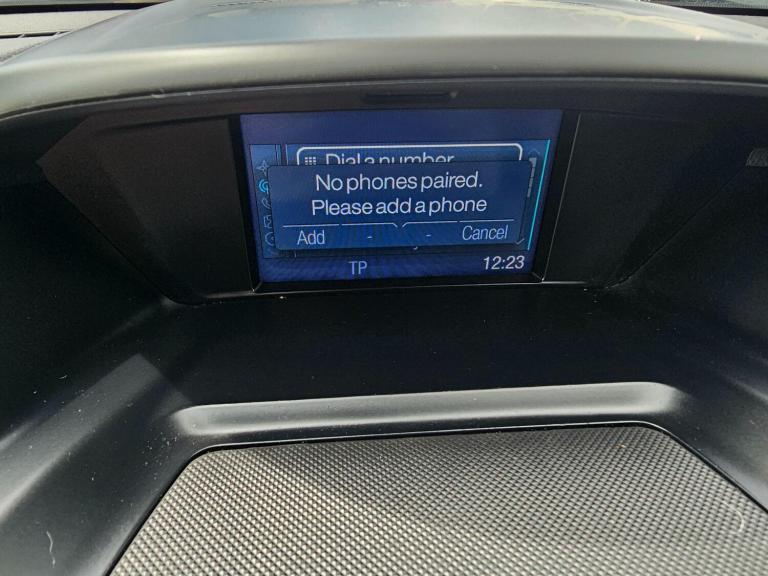 Dial a number
No phones paired.
Please add a phone
Add - - Cancel
TP 12:23